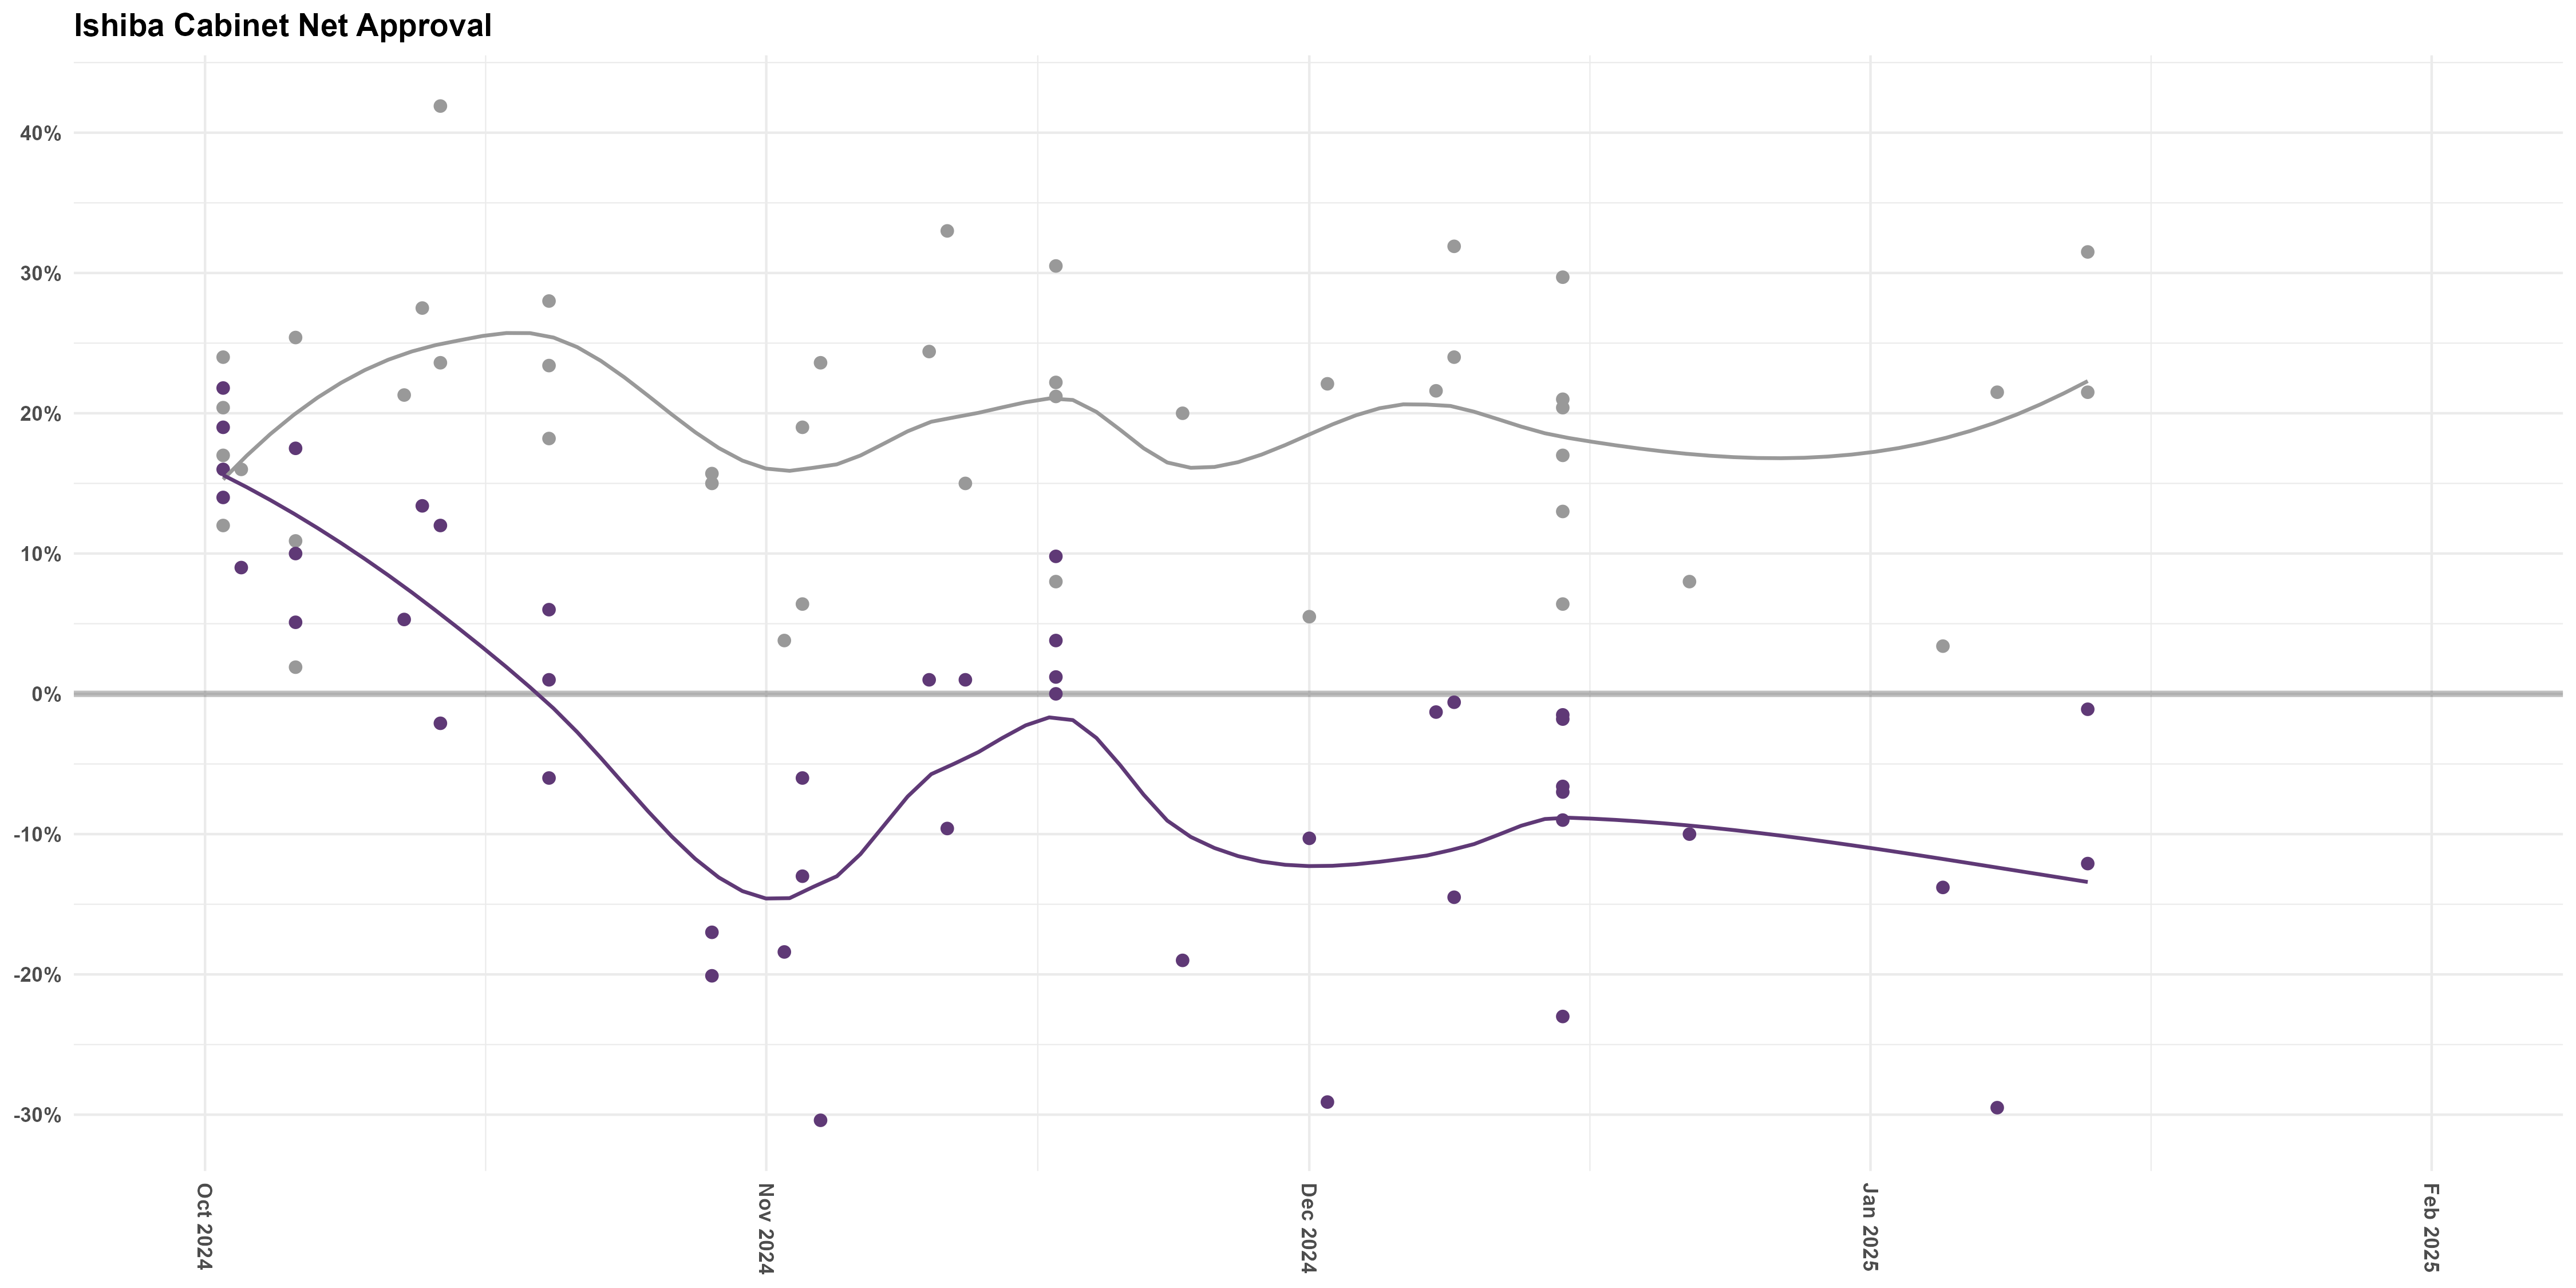 Ishiba Cabinet Net Approval
40%
30%
20%
10%
0%
-10%
-20%
-30%
Oct 2024
Nov 2024
Dec 2024
Jan 2025
Feb 2025